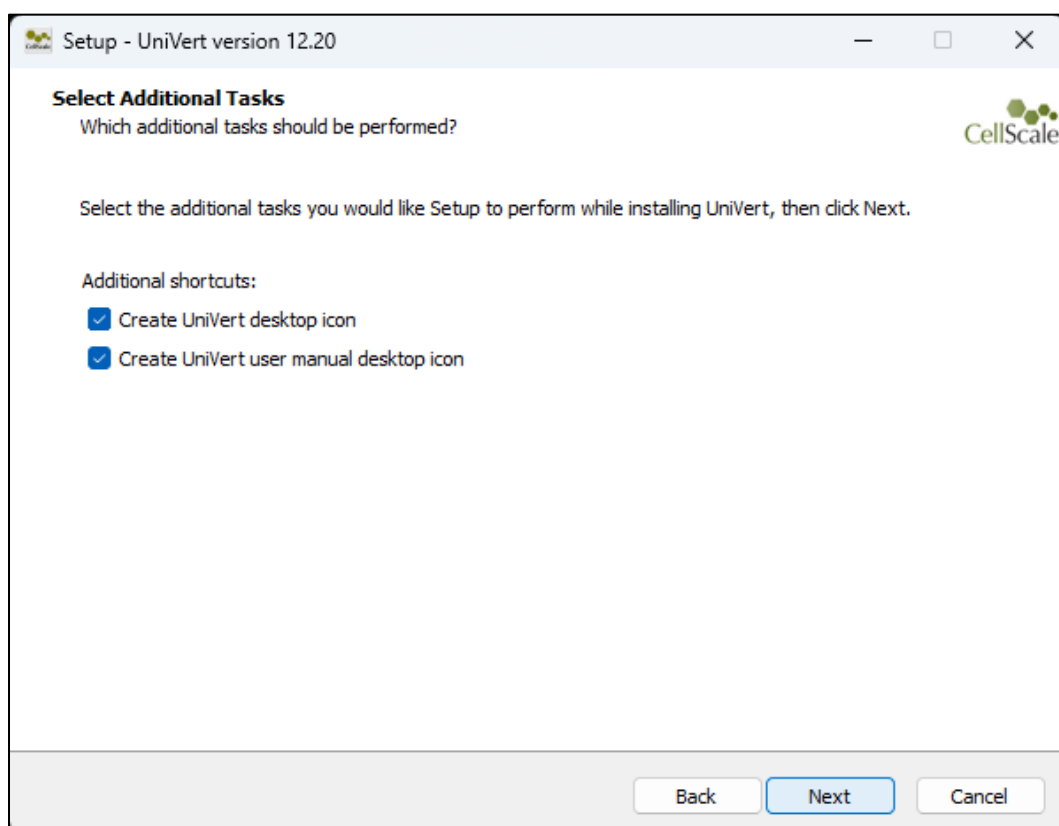 Setup - UniVert version 12.20
Select Additional Tasks
Which additional tasks should be performed?
CellScale
Select the additional tasks you would like Setup to perform while installing UniVert, then click Next.
Additional shortcuts:
Create UniVert desktop icon
Create UniVert user manual desktop icon
Back Next Cancel